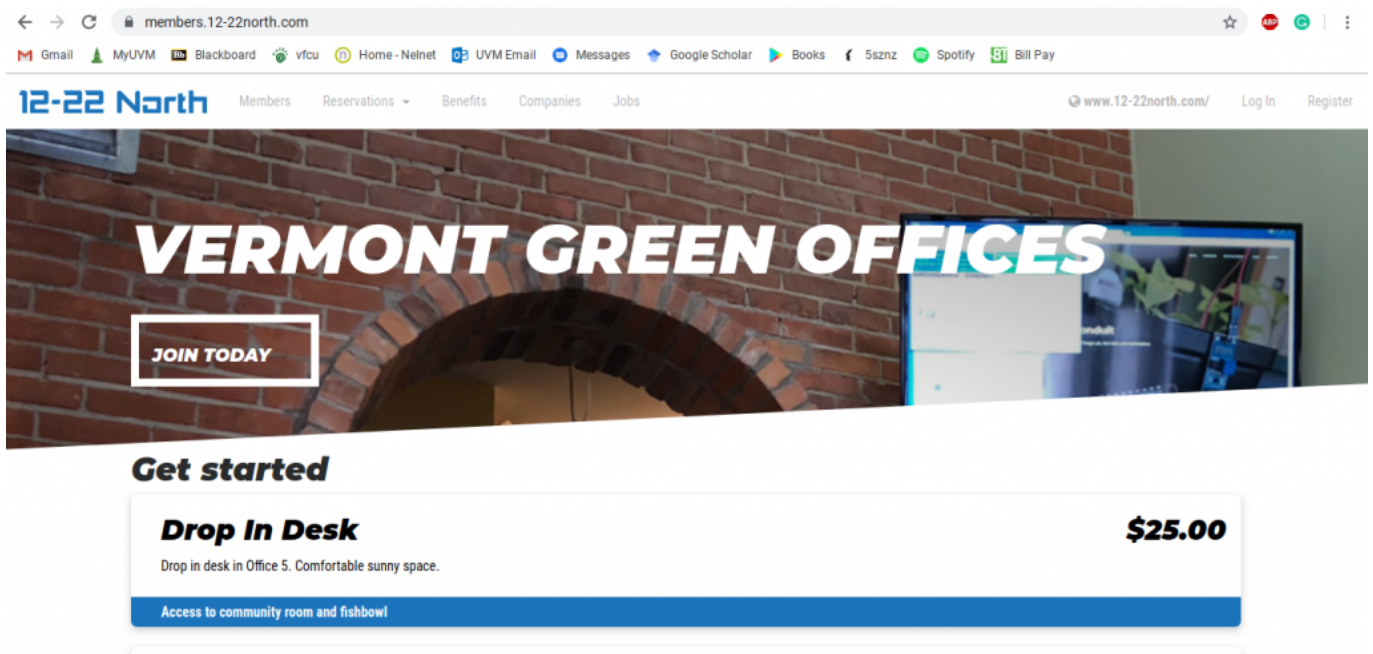 members.12-22north.com
ABP
Gmail MyUVM Bb Blackboard vfcu n Home - Nelnet UVM Email Messages Google Scholar Books 5sznz Spotify Bill Pay
12-22 North Members Reservations Benefits Companies Jobs www.12-22north.com/ Log In Register
VERMONT GREEN OFFICES
onduit
JOIN TODAY
Get started
Drop In Desk $25.00
Drop in desk in Office 5. Comfortable sunny space.
Access to community room and fishbowl